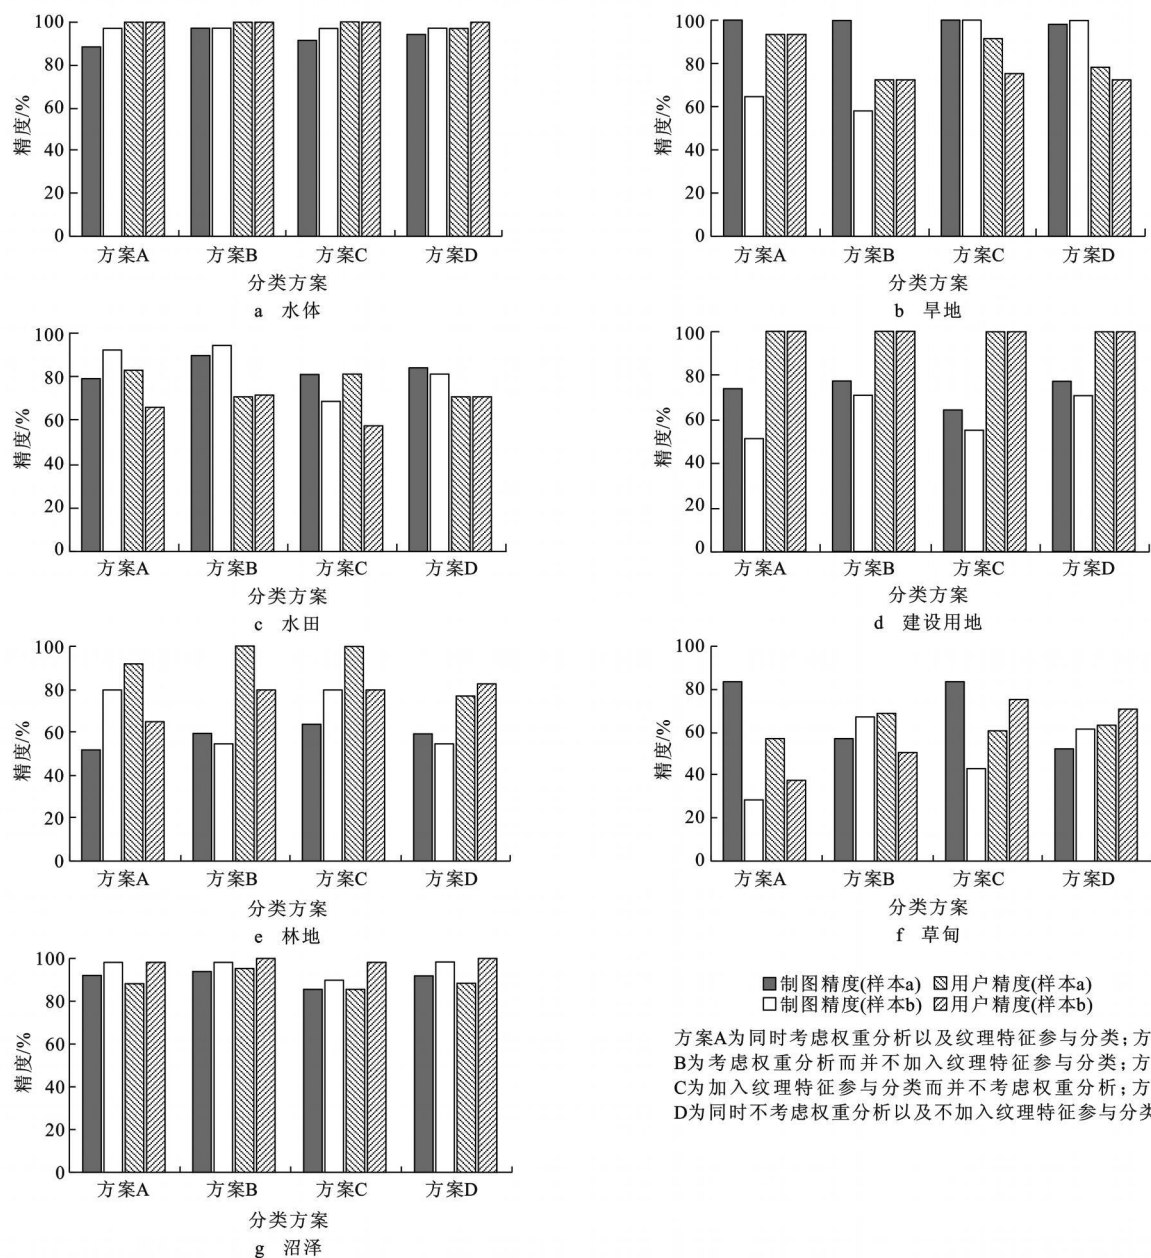 100
80
60
40
20
0
精度/%
方案A 方案B 方案C 方案D
分类方案
a 水体
100
80
60
40
20
0
精度/%
方案A 方案B 方案C 方案D
分类方案
b 旱地
100
80
60
40
20
0
精度/%
方案A 方案B 方案C 方案D
分类方案
c 水田
100
80
60
40
20
0
精度/%
方案A 方案B 方案C 方案D
分类方案
d 建设用地
100
80
60
40
20
0
精度/%
方案A 方案B 方案C 方案D
分类方案
e 林地
100
80
60
40
20
0
精度/%
方案A 方案B 方案C 方案D
分类方案
f 草甸
100
80
60
40
20
0
精度/%
方案A 方案B 方案C 方案D
分类方案
g 沼泽
制图精度(样本a) 用户精度(样本a)
制图精度(样本b) 用户精度(样本b)
方案A为同时考虑权重分析以及纹理特征参与分类;方
B为考虑权重分析而并不加入纹理特征参与分类;方
C为加入纹理特征参与分类而并不考虑权重分析;方
D为同时不考虑权重分析以及不加入纹理特征参与分类